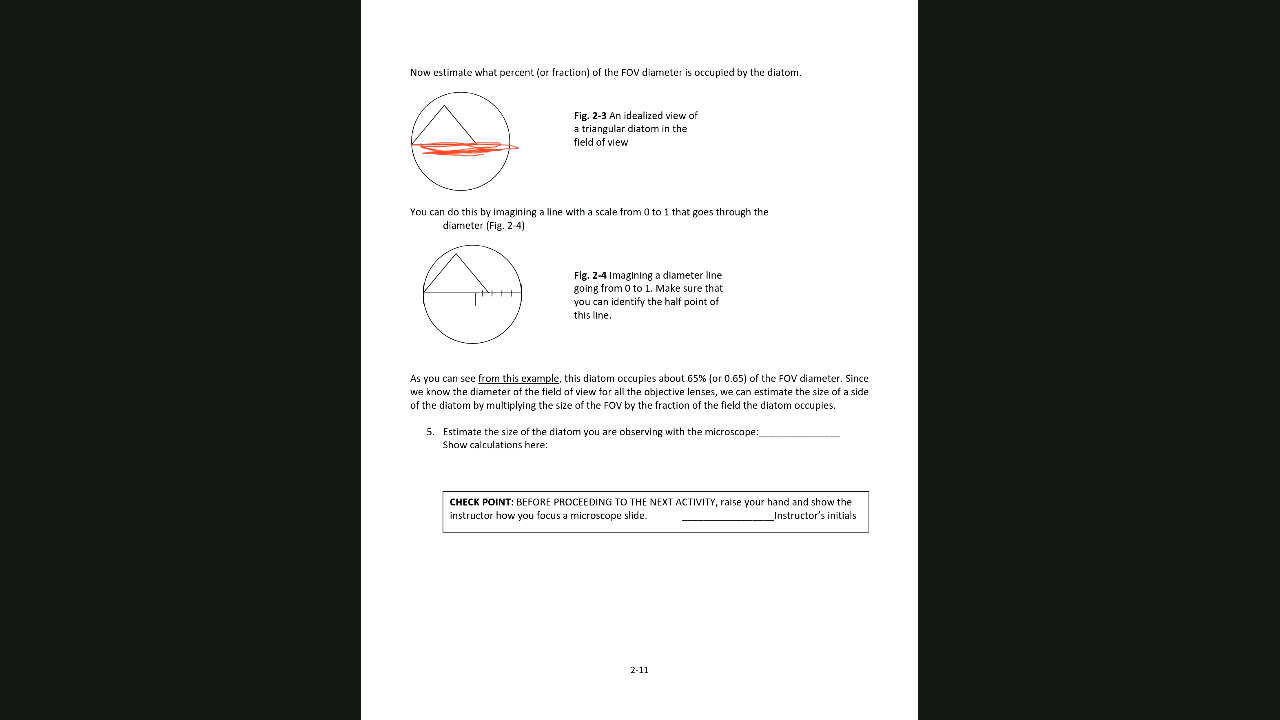 Now estimate what percent (or fraction) of the FOV diameter is occupied by the diatom.
Fig. 2-3 An idealized view of
a triangular diatom in the
field of view
You can do this by imagining a line with a scale from 0 to 1 that goes through the
diameter (Fig. 2-4)
Fig. 2-4 Imagining a diameter line
going from 0 to 1. Make sure that
you can identify the half point of
this line.
As you can see from this example, this diatom occupies about 65% (or 0.65) of the FOV diameter. Since
we know the diameter of the field of view for all the objective lenses, we can estimate the size of a side
of the diatom by multiplying the size of the FOV by the fraction of the field the diatom occupies.
5. Estimate the size of the diatom you are observing with the microscope:_______________
Show calculations here:
CHECK POINT: BEFORE PROCEEDING TO THE NEXT ACTIVITY, raise your hand and show the
instructor how you focus a microscope slide. _________________Instructor's initials
2-11